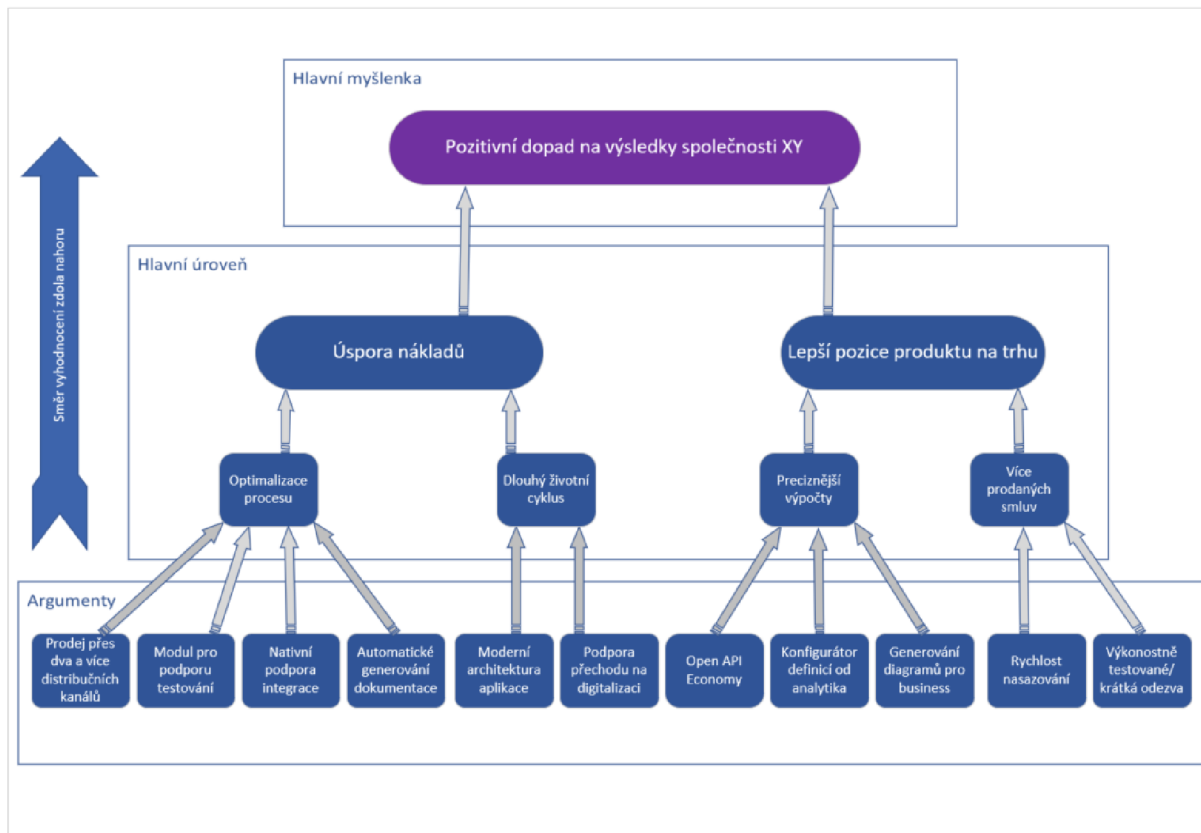 Hlavní myšlenka
Pozitivní dopad na výsledky společnosti XY
Směr vyhodnocení zdola nahoru
Hlavní úroveň
Úspora nákladů
Lepší pozice produktu na trhu
Optimalizace
procesu
Dlouhý životní
cyklus
Preciznější
výpočty
Více
prodaných
smluv
Argumenty
Prodej přes
dva a více
distribučních
kanálů
Modul pro
podporu
testování
Nativní
podpora
integrace
Automatické
generování
dokumentace
Moderní
architektura
aplikace
Podpora
přechodu na
digitalizaci
Open API
Economy
Konfigurátor
definicí od
analytika
Generování
diagramů pro
business
Rychlost
nasazování
Výkonostně
testované/
krátká odezva